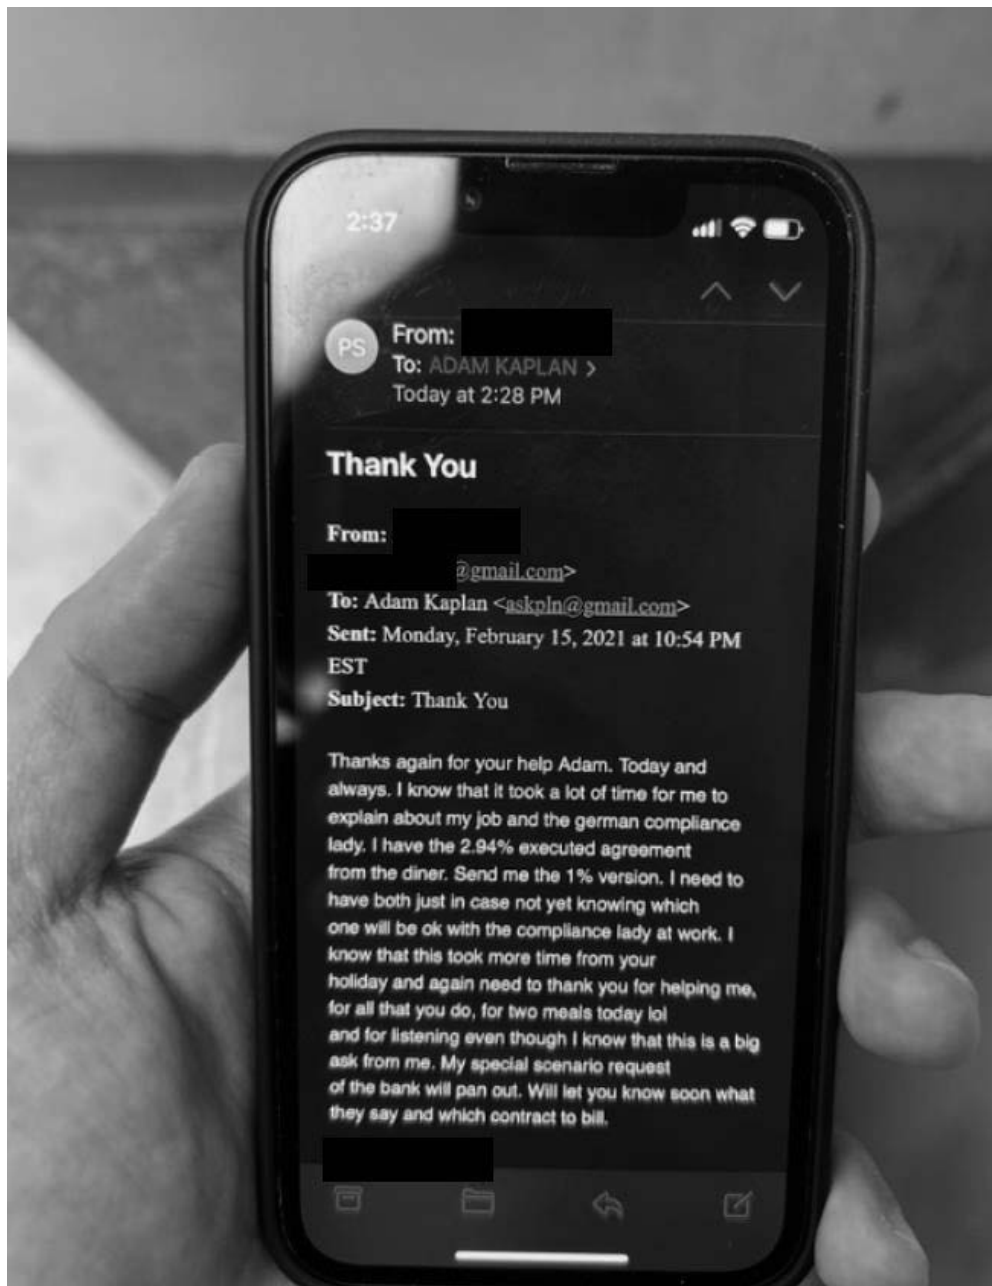 2:37
PS
From:
To: ADAM KAPLAN >
Today at 2:28 PM
Thank You
From:
@gmail.com>
To: Adam Kaplan <askpln@gmail.com>
Sent: Monday, February 15, 2021 at 10:54 PM
EST
Subject: Thank You
Thanks again for your help Adam. Today and
always. I know that it took a lot of time for me to
explain about my job and the german compliance
lady. I have the 2.94% executed agreement
from the diner. Send me the 1% version. I need to
have both just in case not yet knowing which
one will be ok with the compliance lady at work. I
know that this took more time from your
holiday and again need to thank you for helping me,
for all that you do, for two meals today lol
and for listening even though I know that this is a big
ask from me. My special scenario request
of the bank will pan out. Will let you know soon what
they say and which contract to bill.